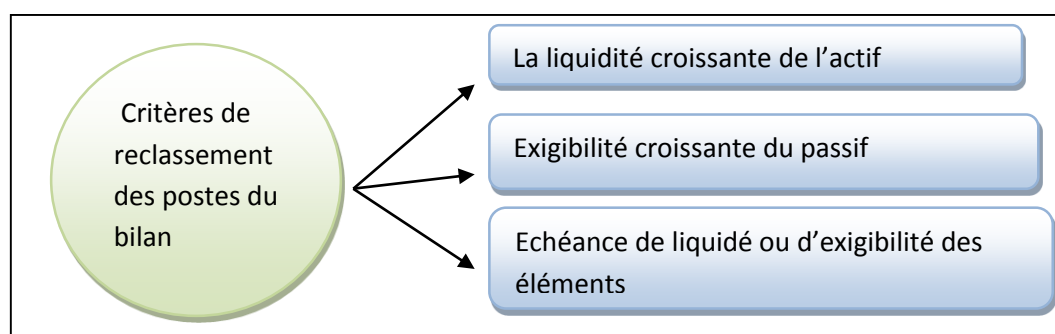 Critères de
reclassement
des postes du
bilan
La liquidité croissante de l’actif
Exigibilité croissante du passif
Echéance de liquidé ou d’exigibilité des
éléments